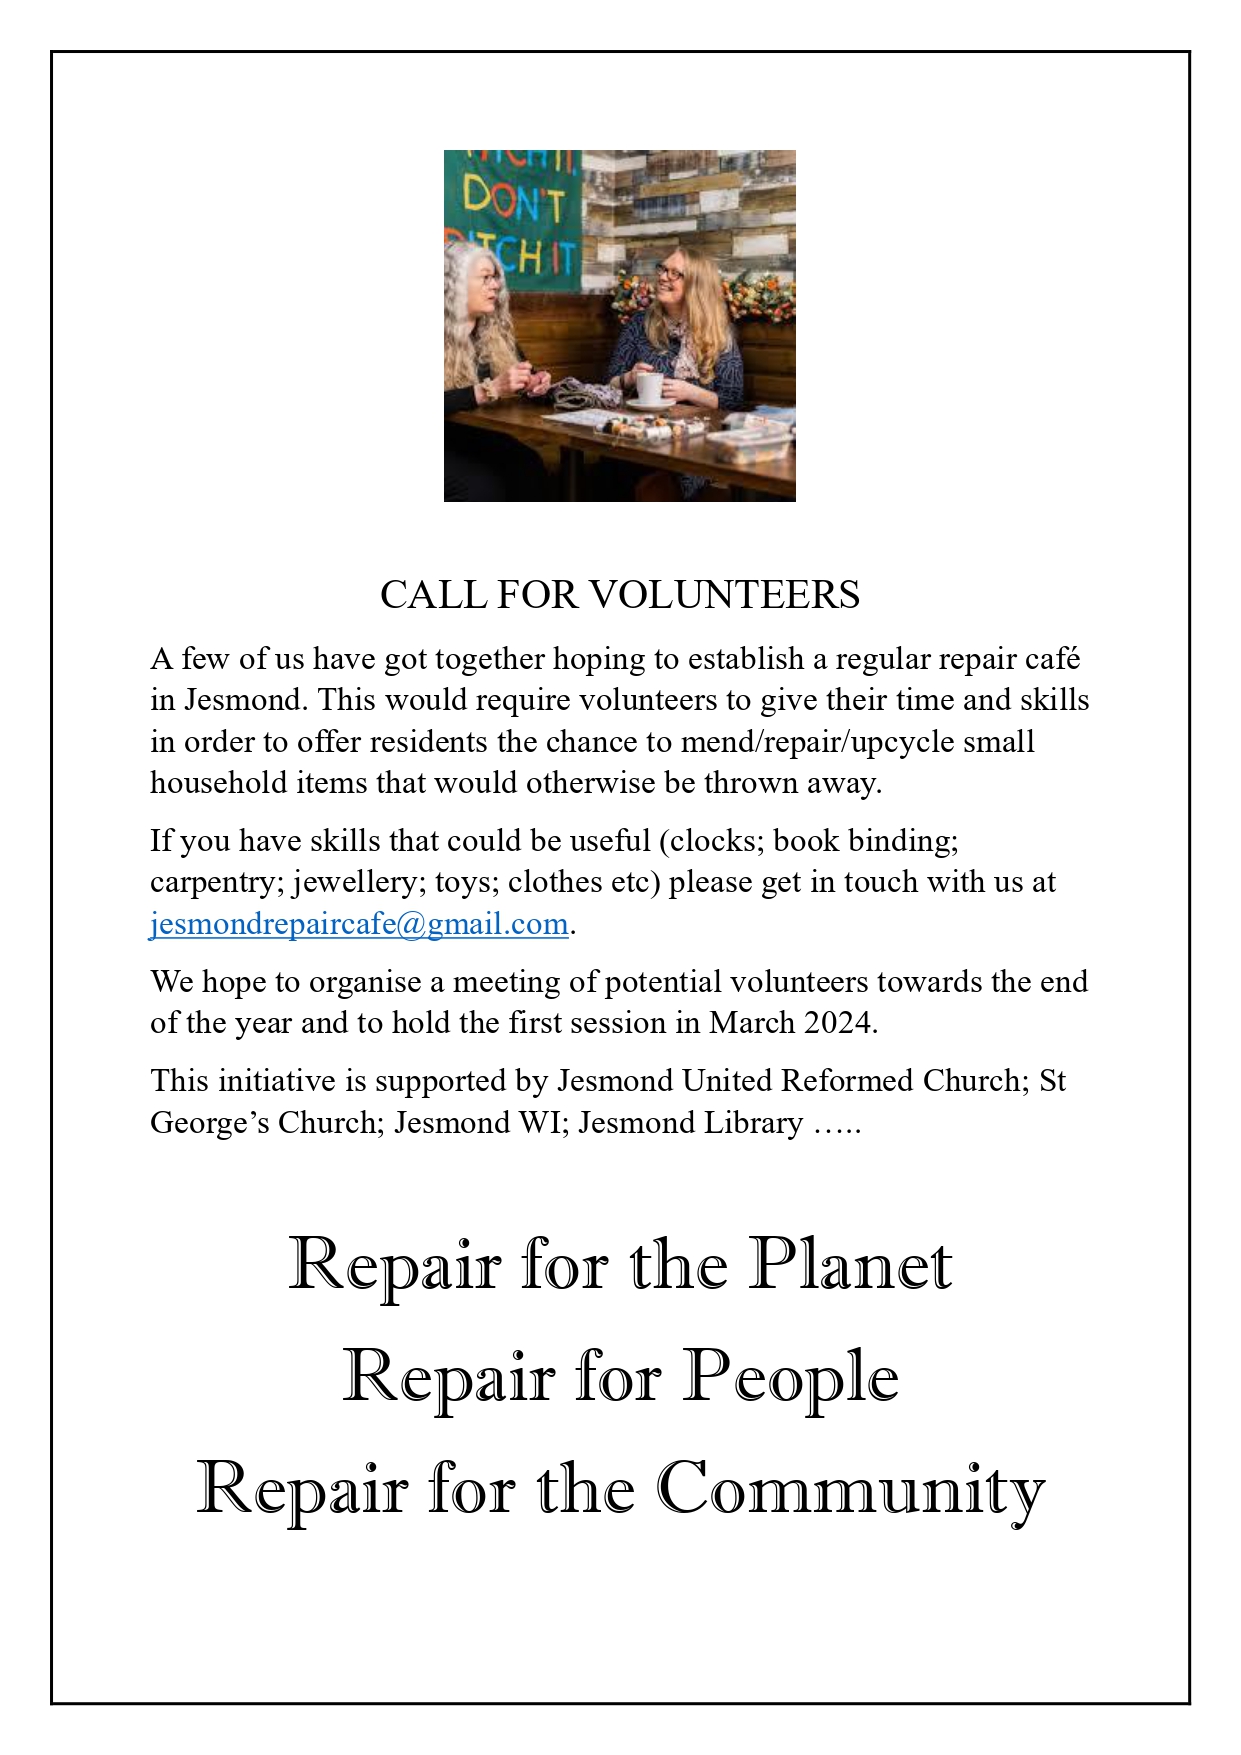 DON'T
CH IT
CALL FOR VOLUNTEERS
A few of us have got together hoping to establish a regular repair café
in Jesmond. This would require volunteers to give their time and skills
in order to offer residents the chance to mend/repair/upcycle small
household items that would otherwise be thrown away.
If you have skills that could be useful (clocks; book binding;
carpentry; jewellery; toys; clothes etc) please get in touch with us at
jesmondrepaircafe@gmail.com.
We hope to organise a meeting of potential volunteers towards the end
of the year and to hold the first session in March 2024.
This initiative is supported by Jesmond United Reformed Church; St
George’s Church; Jesmond WI; Jesmond Library …..
Repair for the Planet
Repair for People
Repair for the Community